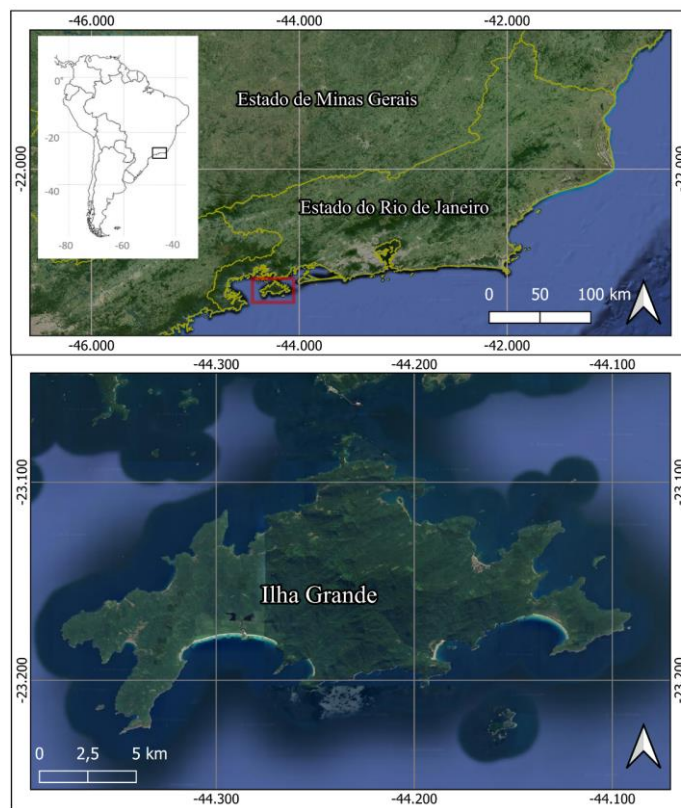 -46.000 -44.000 -42.000
0°
-20
-40
-80 -60 -40
Estado de Minas Gerais
Estado do Rio de Janeiro
-22.000
-22.000
0 50 100 km
-46.000 -44.000 -42.000
-44.300 -44.200 -44.100
-23.100
-23.100
Ilha Grande
-23.200
-23.200
0 2,5 5 km
-44.300 -44.200 -44.100